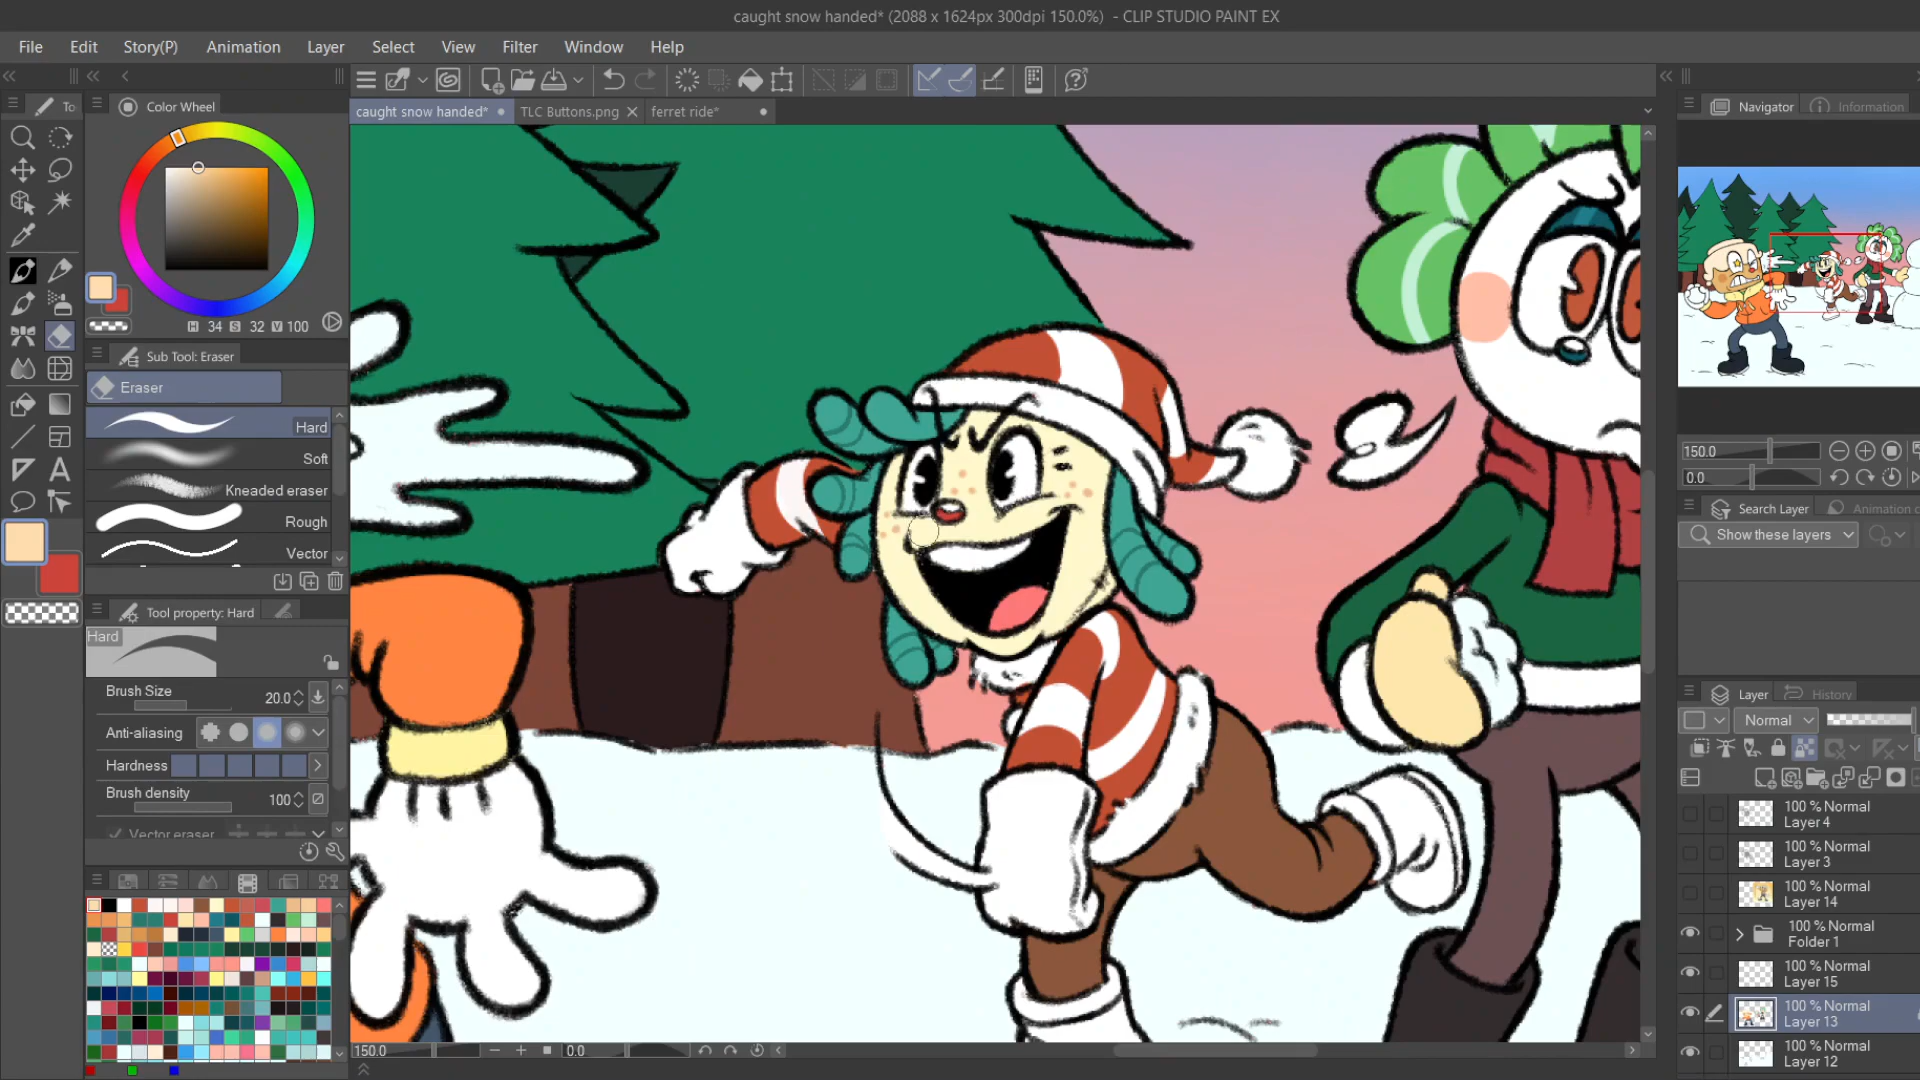 caught snow handed* (2088 x 1624px 300dpi 150.0%) - CLIP STUDIO PAINT EX
File Edit Story(P) Animation Layer Select View Filter Window Help
To
Color Wheel
caught snow handed*
TLC Buttons.png
ferret ride*
Navigator
Information
H 34 S 32 V 100
Sub Tool: Eraser
Eraser
Hard
Soft
Kneaded eraser
Rough
Vector
150.0
0.0
Search Layer
Animation c
Show these layers
Tool property: Hard
Hard
Brush Size
20.0
Anti-aliasing
Hardness
Brush density
100
Vector eraser
Layer
History
Normal
100 % Normal
Layer 4
100 % Normal
Layer 3
100 % Normal
Layer 14
100 % Normal
Folder 1
100 % Normal
Layer 15
100 % Normal
Layer 13
100 % Normal
Layer 12
150.0
0.0